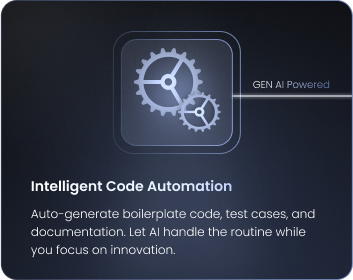 GEN AI Powered
Intelligent Code Automation
Auto-generate boilerplate code, test cases, and
documentation. Let AI handle the routine while
you focus on innovation.